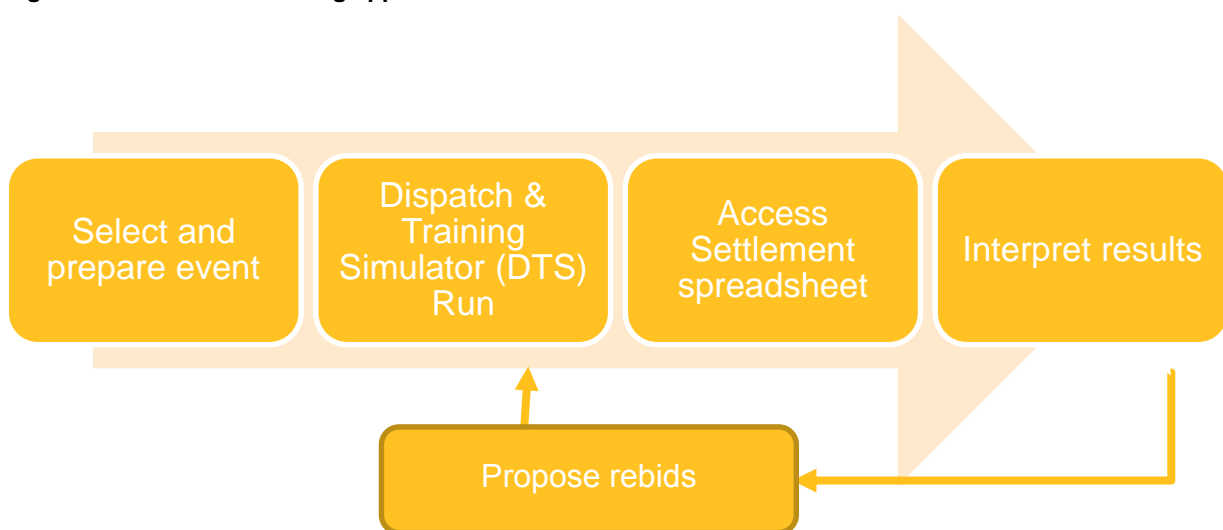 Select and
prepare event
Dispatch &
Training
Simulator (DTS)
Run
Access
Settlement
spreadsheet
Interpret results
Propose rebids